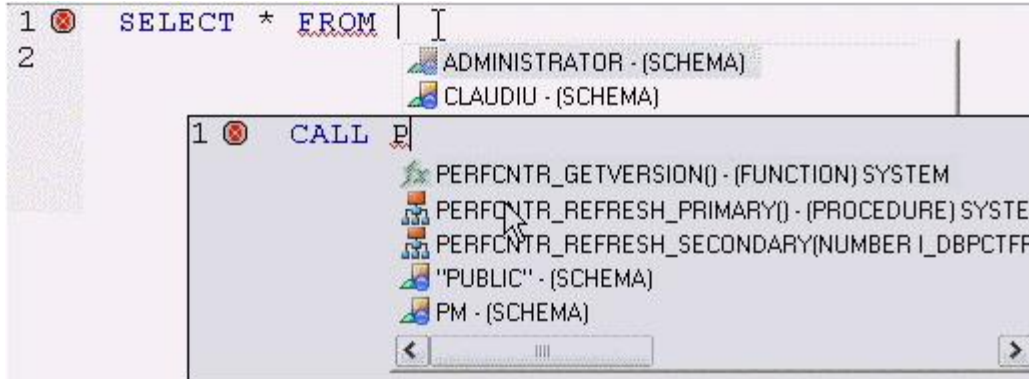 1 SELECT * FROM
2
ADMINISTRATOR - (SCHEMA)
CLAUDIU - (SCHEMA)
1 CALL P
PERFCNTR_GETVERSION() - (FUNCTION) SYSTEM
PERFCNTR_REFRESH_PRIMARY() - (PROCEDURE) SYSTE
PERFCNTR_REFRESH_SECONDARY(NUMBER I_DBPCTFR
"PUBLIC" - (SCHEMA)
PM - (SCHEMA)